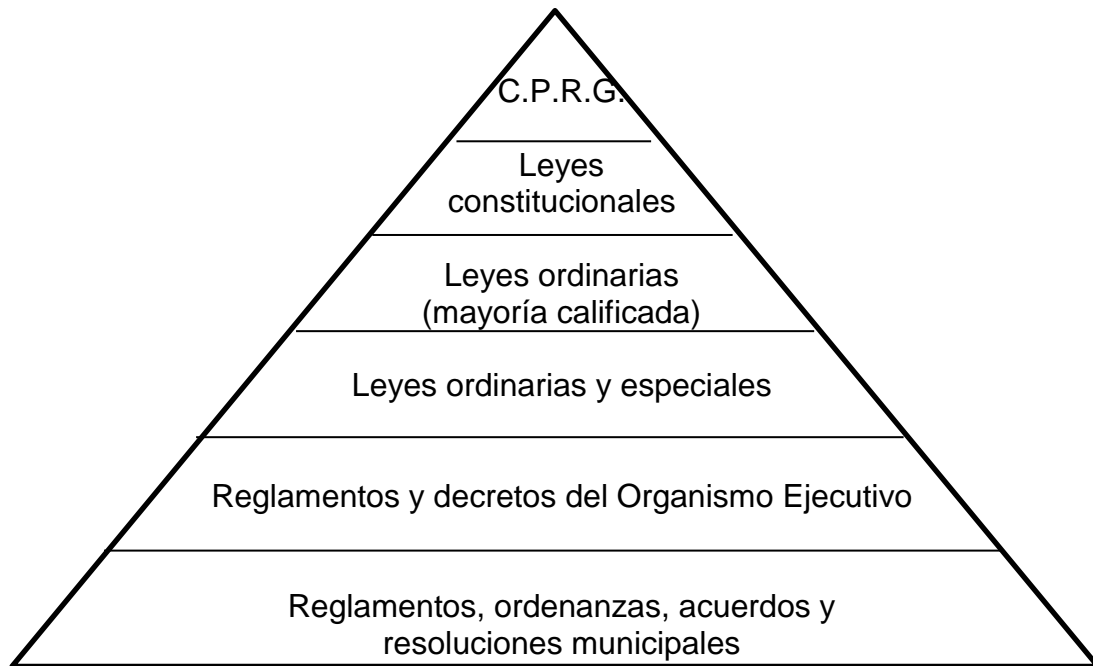 C.P.R.G.
Leyes
constitucionales
Leyes ordinarias
(mayoría calificada)
Leyes ordinarias y especiales
Reglamentos y decretos del Organismo Ejecutivo
Reglamentos, ordenanzas, acuerdos y
resoluciones municipales